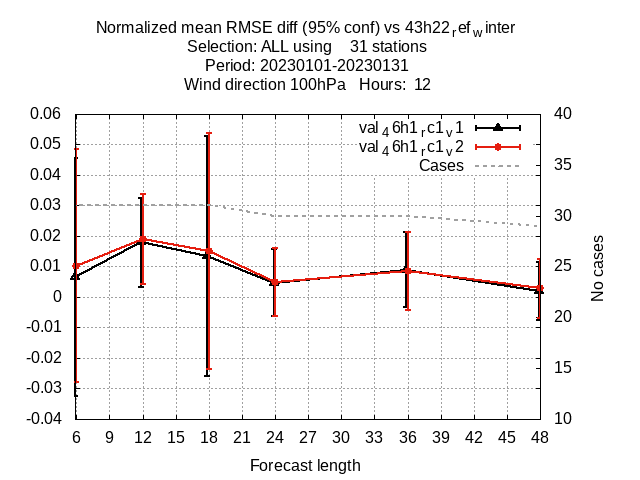 Normalized mean RMSE diff (95% conf) vs 43h22refwinter
Selection: ALL using 31 stations
Period: 20230101-20230131
Wind direction 100hPa Hours: 12
val46h1rc1v1
val46h1rc1v2
Cases
0.06
0.05
0.04
0.03
0.02
0.01
0
-0.01
-0.02
-0.03
-0.04
40
35
30
25
20
15
10
No cases
6 9 12 15 18 21 24 27 30 33 36 39 42 45 48
Forecast length